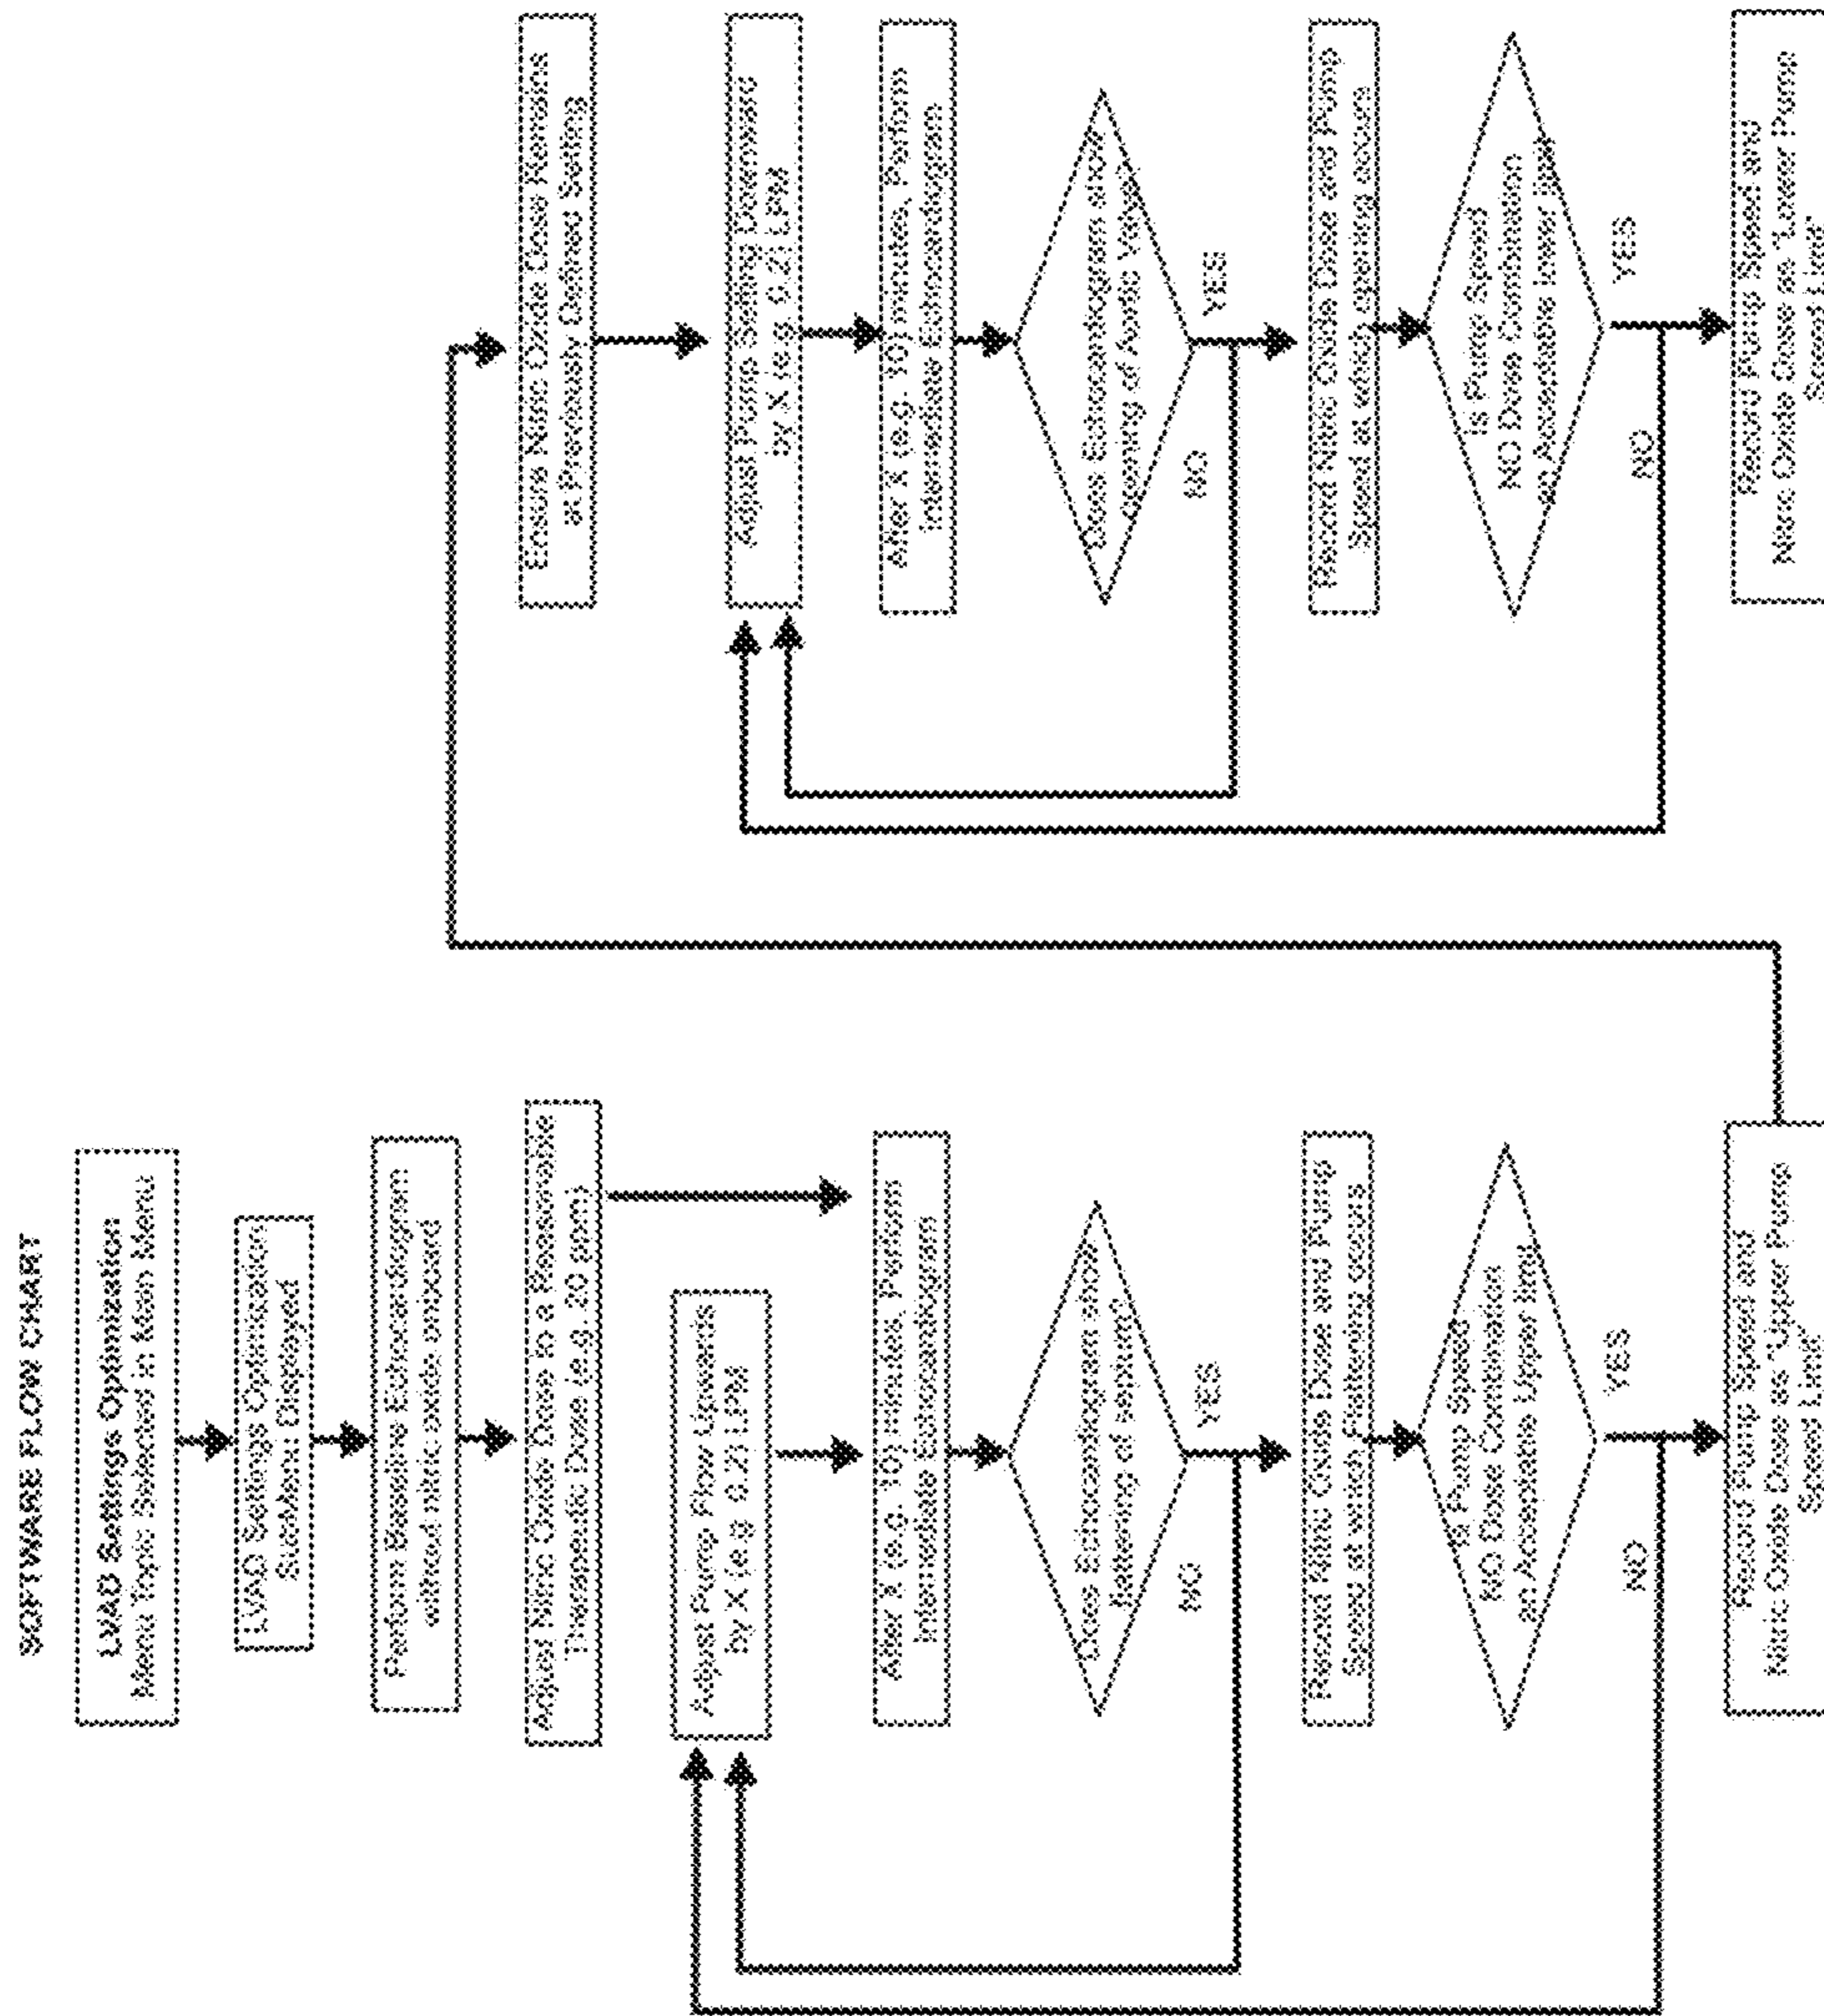 SOFTWARE FLOW CHART
LVAD Settings Optimization
Menu Topic Selected in Main Menu
LVAD Settings Optimization
SubMenu Displayed
Perform Baseline Echocardiogram
without nitric oxide onboard
Adjust Nitric Oxide Dose to a Reasonable
Therapeutic Dose (e.g. 20 ppm)
Adjust Pump Flow Upwards
by X (e.g. 0.2) LPM
After X (e.g. 10) minutes, Perform
Intermediate Echocardiogram
Does Echocardiogram show
flattening of septum?
NO
YES
Record Nitric Oxide Dose and Pump
Speed at which flattening occurs
Is Pump Speed
NO Dose Combination
an Acceptable Upper limit
NO
YES
Record Pump Speed and
Nitric Oxide Dose as 'Upper Pump
Speed Limit'
Ensure Nitric Oxide Dose Remains
at Previously Defined Setting
Adjust Pump Setting Downward
by X (e.g. 0.2) LPM
After X (e.g. 10) minutes, Perform
Intermediate Echocardiogram
Does Echocardiogram show
opening of Aortic Valve?
NO
YES
Record Nitric Oxide Dose and Pump
Speed at which opening occurs
Is Pump Speed
NO Dose Combination
an Acceptable lower limit
NO
YES
Record Pump Speed and
Nitric Oxide Dose as 'Lower Pump
Speed Limit'